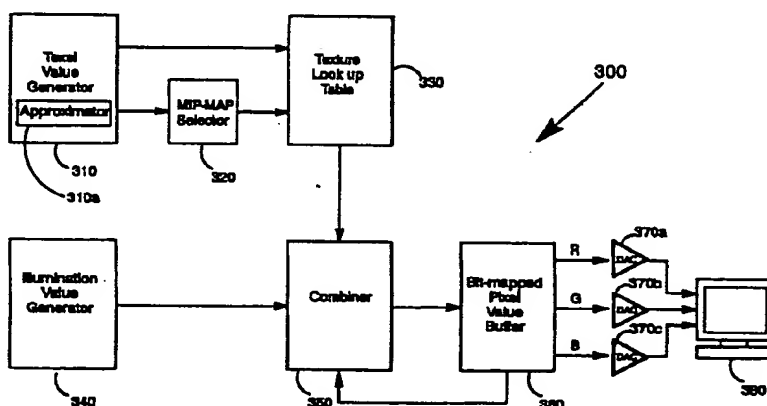 Texel
Value
Generator
Approximator
310
310a
MIP-MAP
Selector
320
Texture
Look up
Table
330
300
Illumination
Value
Generator
340
Combiner
350
Bit-mapped
Pixel
Value
Buffer
360
R
G
B
370a
DAC
370b
DAC
370c
DAC
380